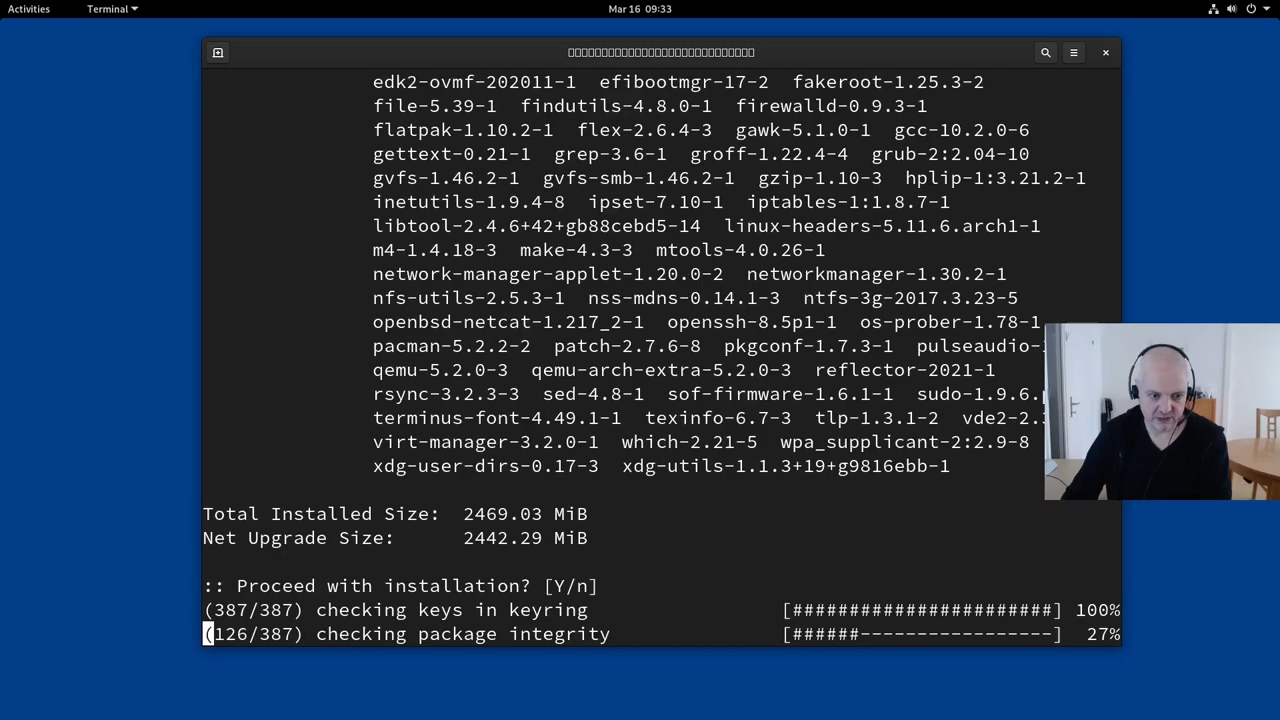 Activities Terminal Mar 16 09:33
edk2-ovmf-202011-1 efibootmgr-17-2 fakeroot-1.25.3-2
file-5.39-1 findutils-4.8.0-1 firewalld-0.9.3-1
flatpak-1.10.2-1 flex-2.6.4-3 gawk-5.1.0-1 gcc-10.2.0-6
gettext-0.21-1 grep-3.6-1 groff-1.22.4-4 grub-2:2.04-10
gvfs-1.46.2-1 gvfs-smb-1.46.2-1 gzip-1.10-3 hplip-1:3.21.2-1
inetutils-1.9.4-8 ipset-7.10-1 iptables-1:1.8.7-1
libtool-2.4.6+42+gb88cebd5-14 linux-headers-5.11.6.arch1-1
m4-1.4.18-3 make-4.3-3 mtools-4.0.26-1
network-manager-applet-1.20.0-2 networkmanager-1.30.2-1
nfs-utils-2.5.3-1 nss-mdns-0.14.1-3 ntfs-3g-2017.3.23-5
openbsd-netcat-1.217_2-1 openssh-8.5p1-1 os-prober-1.78-1
pacman-5.2.2-2 patch-2.7.6-8 pkgconf-1.7.3-1 pulseaudio-
qemu-5.2.0-3 qemu-arch-extra-5.2.0-3 reflector-2021-1
rsync-3.2.3-3 sed-4.8-1 sof-firmware-1.6.1-1 sudo-1.9.6.
terminus-font-4.49.1-1 texinfo-6.7-3 tlp-1.3.1-2 vde2-2.
virt-manager-3.2.0-1 which-2.21-5 wpa_supplicant-2:2.9-8
xdg-user-dirs-0.17-3 xdg-utils-1.1.3+19+g9816ebb-1
Total Installed Size: 2469.03 MiB
Net Upgrade Size: 2442.29 MiB
:: Proceed with installation? [Y/n]
(387/387) checking keys in keyring [#######################] 100%
(126/387) checking package integrity [######-----------------] 27%